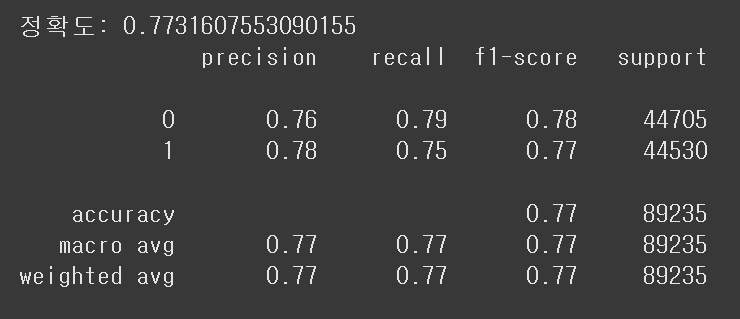 정확도: 0.7731607553090155
precision recall f1-score support
0 0.76 0.79 0.78 44705
1 0.78 0.75 0.77 44530
accuracy 0.77 89235
macro avg 0.77 0.77 0.77 89235
weighted avg 0.77 0.77 0.77 89235